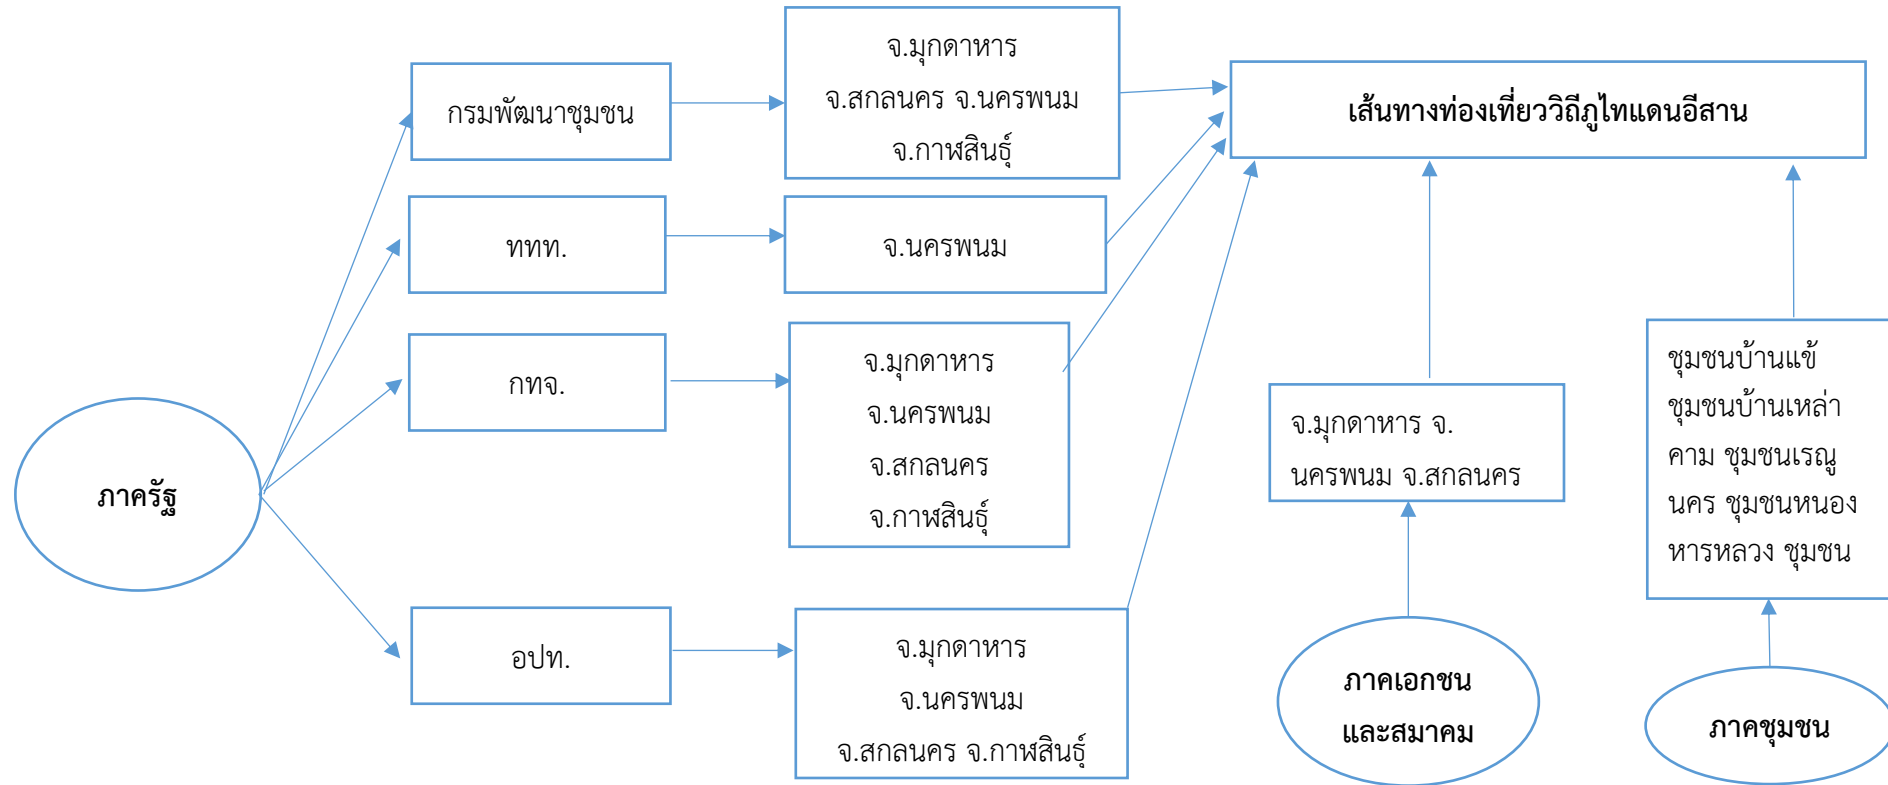 จ.มุกดาหาร
จ.สกลนคร จ.นครพนม
จ.กาฬสินธุ์
กรมพัฒนาชุมชน
เส้นทางท่องเที่ยววิถีภูไทแดนอีสาน
ททท.
จ.นครพนม
กทจ.
จ.มุกดาหาร
จ.นครพนม
จ.สกลนคร
จ.กาฬสินธุ์
ภาครัฐ
อปท.
จ.มุกดาหาร
จ.นครพนม
จ.สกลนคร จ.กาฬสินธุ์
จ.มุกดาหาร จ.
นครพนม จ.สกลนคร
ภาคเอกชน
และสมาคม
ชุมชนบ้านแข้
ชุมชนบ้านเหล่า
คาม ชุมชนเรณู
นคร ชุมชนหนอง
หารหลวง ชุมชน
ภาคชุมชน